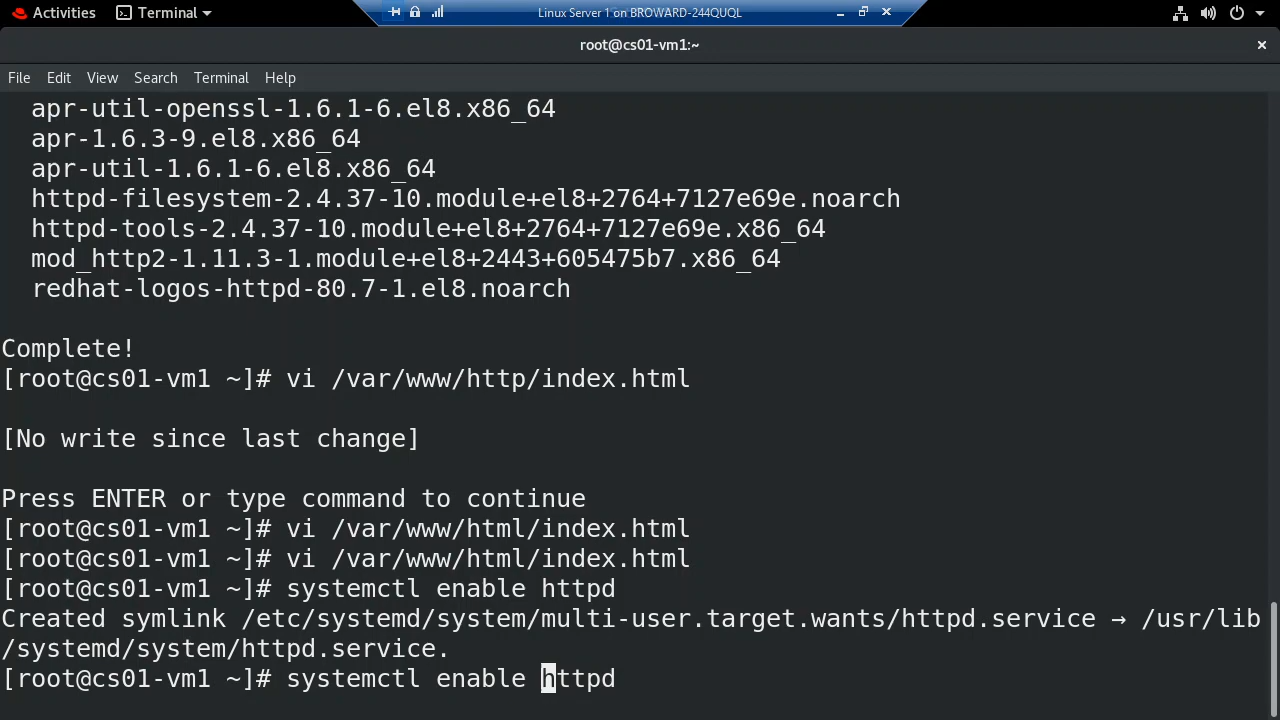 Activities Terminal Linux Server 1 on BROWARD-244QUQL
root@cs01-vm1:~
File Edit View Search Terminal Help
apr-util-openssl-1.6.1-6.el8.x86_64
apr-1.6.3-9.el8.x86_64
apr-util-1.6.1-6.el8.x86_64
httpd-filesystem-2.4.37-10.module+el8+2764+7127e69e.noarch
httpd-tools-2.4.37-10.module+el8+2764+7127e69e.x86_64
mod_http2-1.11.3-1.module+el8+2443+605475b7.x86_64
redhat-logos-httpd-80.7-1.el8.noarch
Complete!
[root@cs01-vm1 ~]# vi /var/www/http/index.html
[No write since last change]
Press ENTER or type command to continue
[root@cs01-vm1 ~]# vi /var/www/html/index.html
[root@cs01-vm1 ~]# vi /var/www/html/index.html
[root@cs01-vm1 ~]# systemctl enable httpd
Created symlink /etc/systemd/system/multi-user.target.wants/httpd.service → /usr/lib
/systemd/system/httpd.service.
[root@cs01-vm1 ~]# systemctl enable httpd